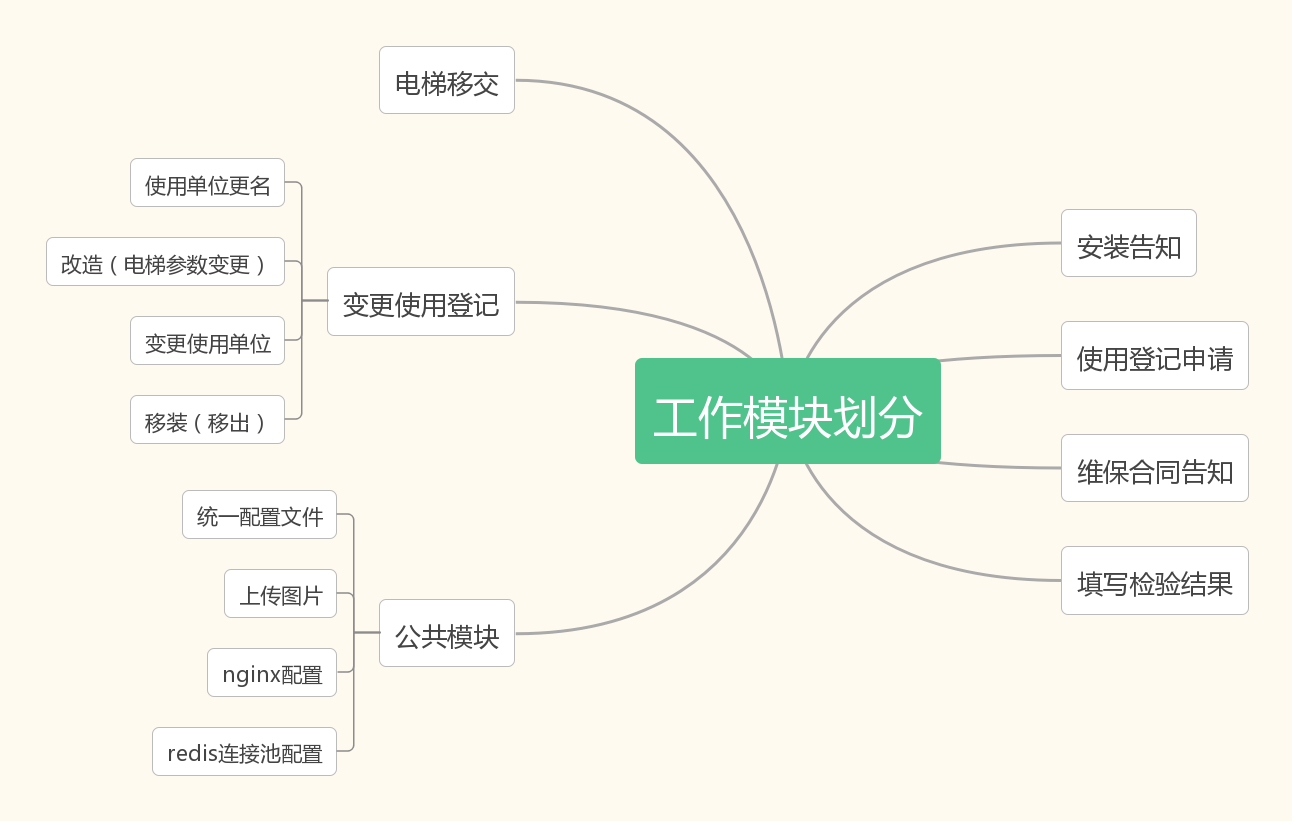 电梯移交
使用单位更名
改造（电梯参数变更）
变更使用单位
移装（移出）
变更使用登记
统一配置文件
上传图片
nginx配置
redis连接池配置
公共模块
工作模块划分
安装告知
使用登记申请
维保合同告知
填写检验结果